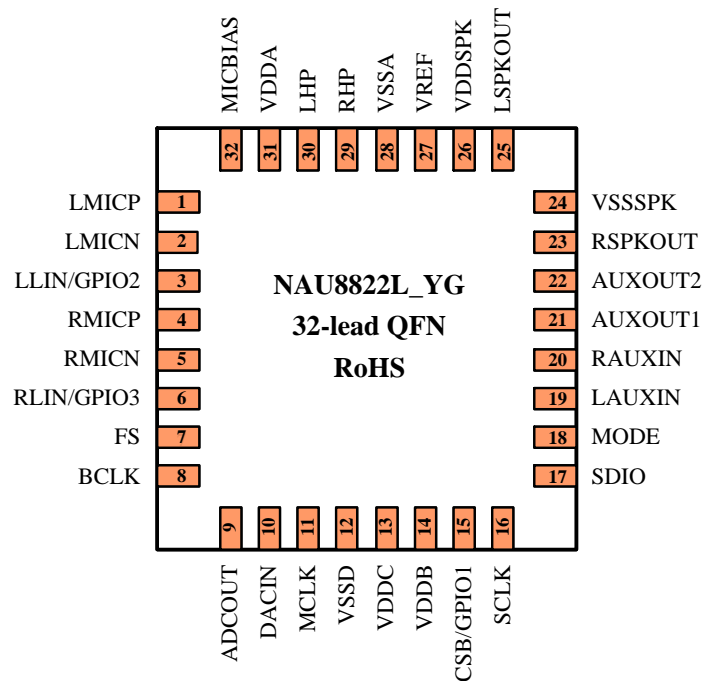 MICBIAS
VDDA
LHP
RHP
VSSA
VREF
VDDSPK
LSPKOUT
32
31
30
29
28
27
26
25
LMICP 1
LMICN 2
LLIN/GPIO2 3
RMICP 4
RMICN 5
RLIN/GPIO3 6
FS 7
BCLK 8
NAU8822L_YG
32-lead QFN
RoHS
24 VSSSPK
23 RSPKOUT
22 AUXOUT2
21 AUXOUT1
20 RAUXIN
19 LAUXIN
18 MODE
17 SDIO
9
10
11
12
13
14
15
16
ADCOUT
DACIN
MCLK
VSSD
VDDC
VDDB
CSB/GPIO1
SCLK